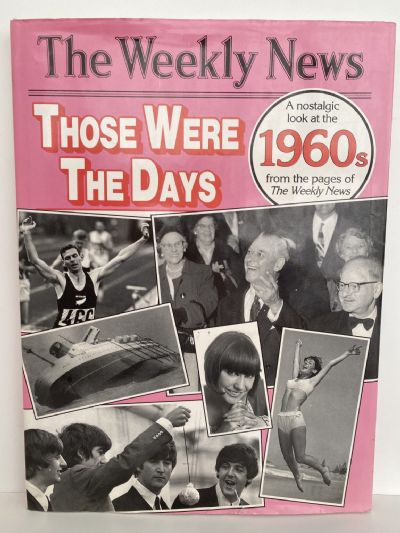 The Weekly News
THOSE WERE
THE DAYS
A nostalgic
look at the
1960s
from the pages of
The Weekly News
466